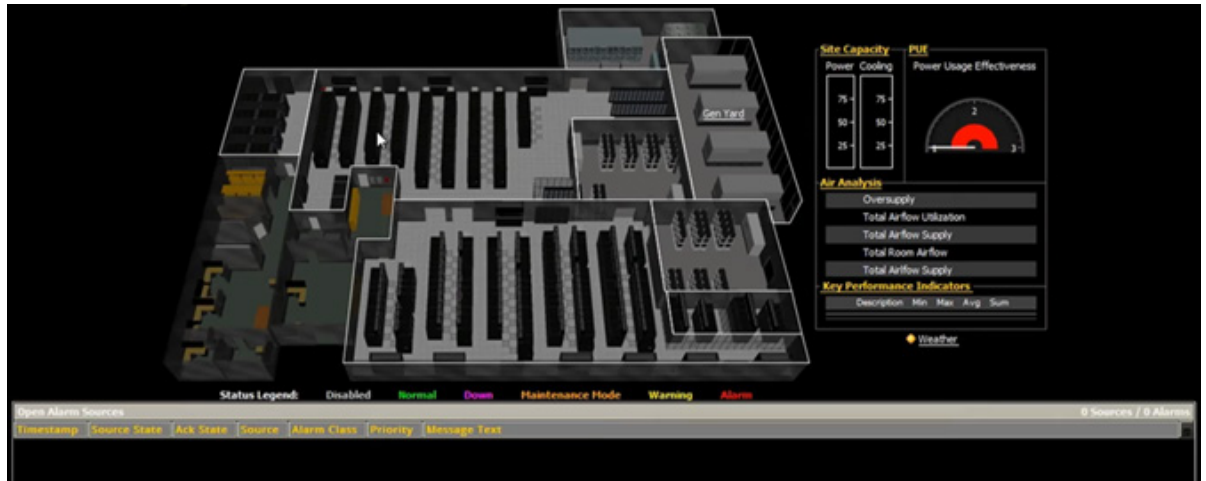 Site Capacity
PUE
Power Cooling
Power Usage Effectiveness
75 75
50 50
25 25
2
3
Gen Yard
Air Analysis
Oversupply
Total Airflow Utilization
Total Airflow Supply
Total Room Airflow
Total Airlfow Supply
Key Performance Indicators
Description Min Max Avg Sum
Weather
Status Legend: Disabled Normal Down Maintenance Mode Warning Alarm
Open Alarm Sources
0 Sources / 0 Alarms
Timestamp Source State Ack State Source Alarm Class Priority Message Text